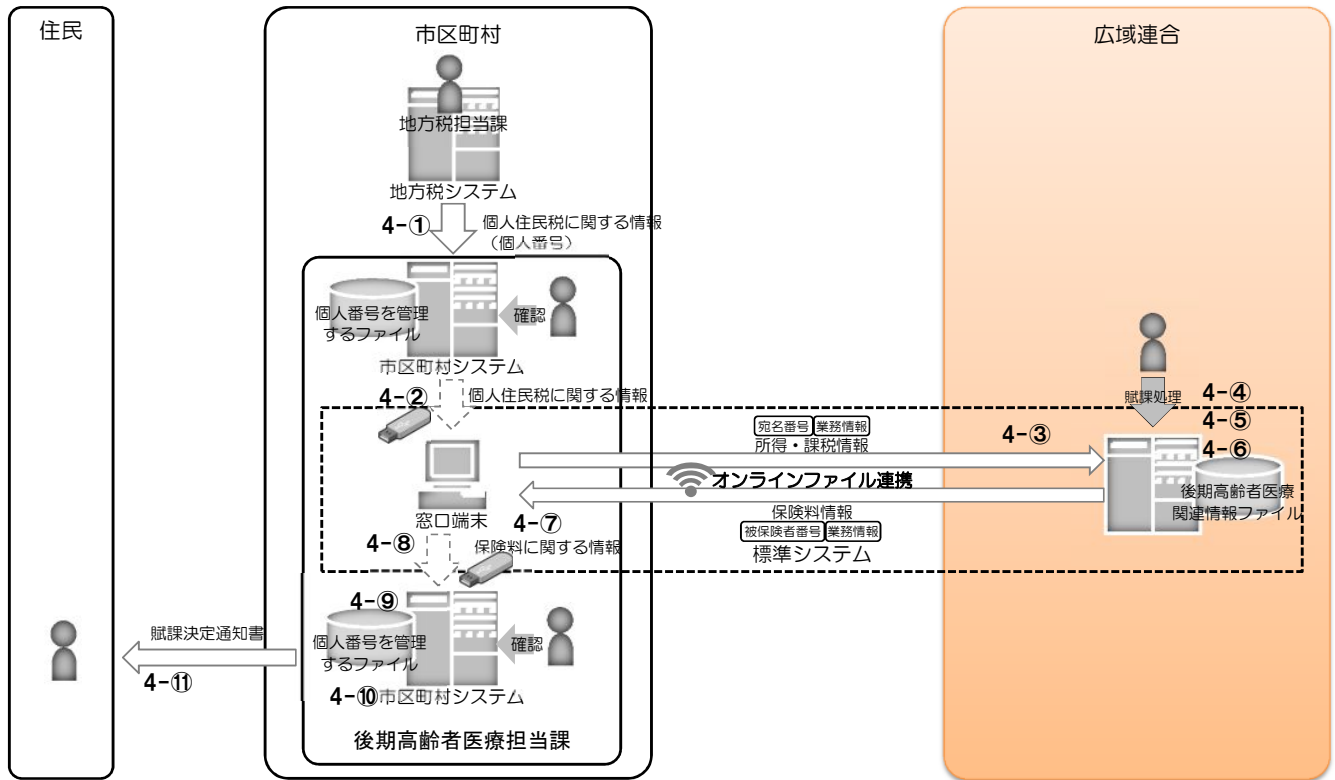 住民
市区町村
広域連合
地方税担当課
地方税システム
4-①
個人住民税に関する情報
（個人番号）
個人番号を管理
するファイル
確認
市区町村システム
4-②
個人住民税に関する情報
賦課処理
4-④
4-⑤
4-⑥
宛名番号 業務情報
所得・課税情報
4-③
オンラインファイル連携
後期高齢者医療
関連情報ファイル
窓口端末
4-⑦
保険料情報
被保険者番号 業務情報
標準システム
4-⑧
保険料に関する情報
4-⑨
個人番号を管理
するファイル
確認
4-⑩市区町村システム
賦課決定通知書
4-⑪
後期高齢者医療担当課